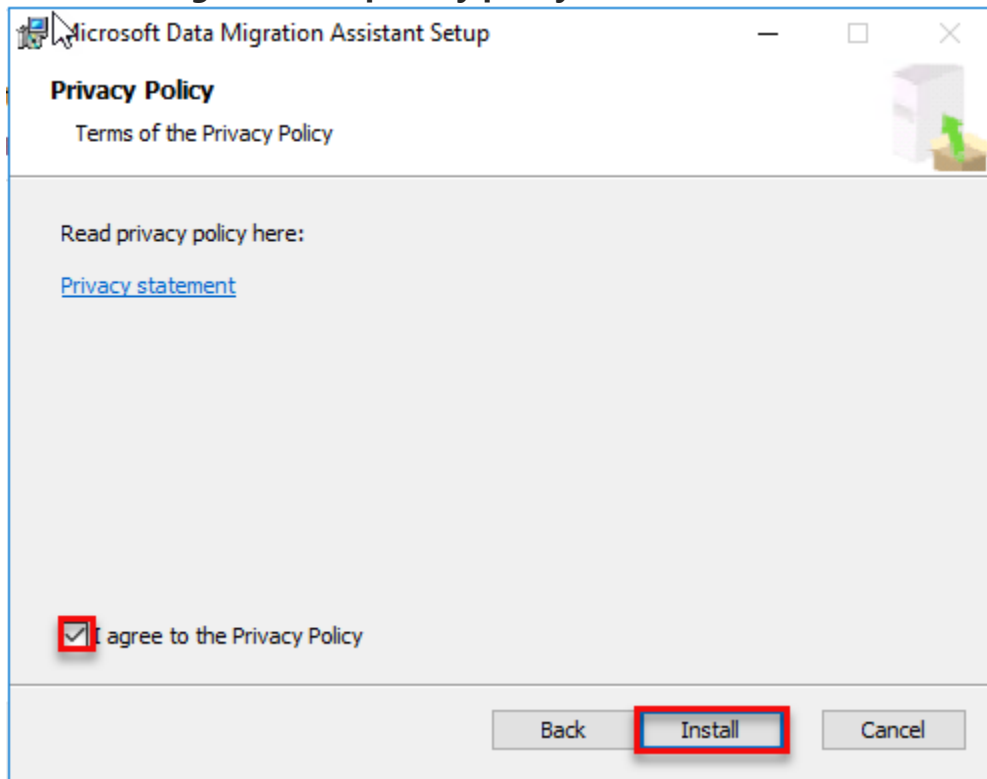 Microsoft Data Migration Assistant Setup
Privacy Policy
Terms of the Privacy Policy
Read privacy policy here:
Privacy statement
I agree to the Privacy Policy
Back
Install
Cancel